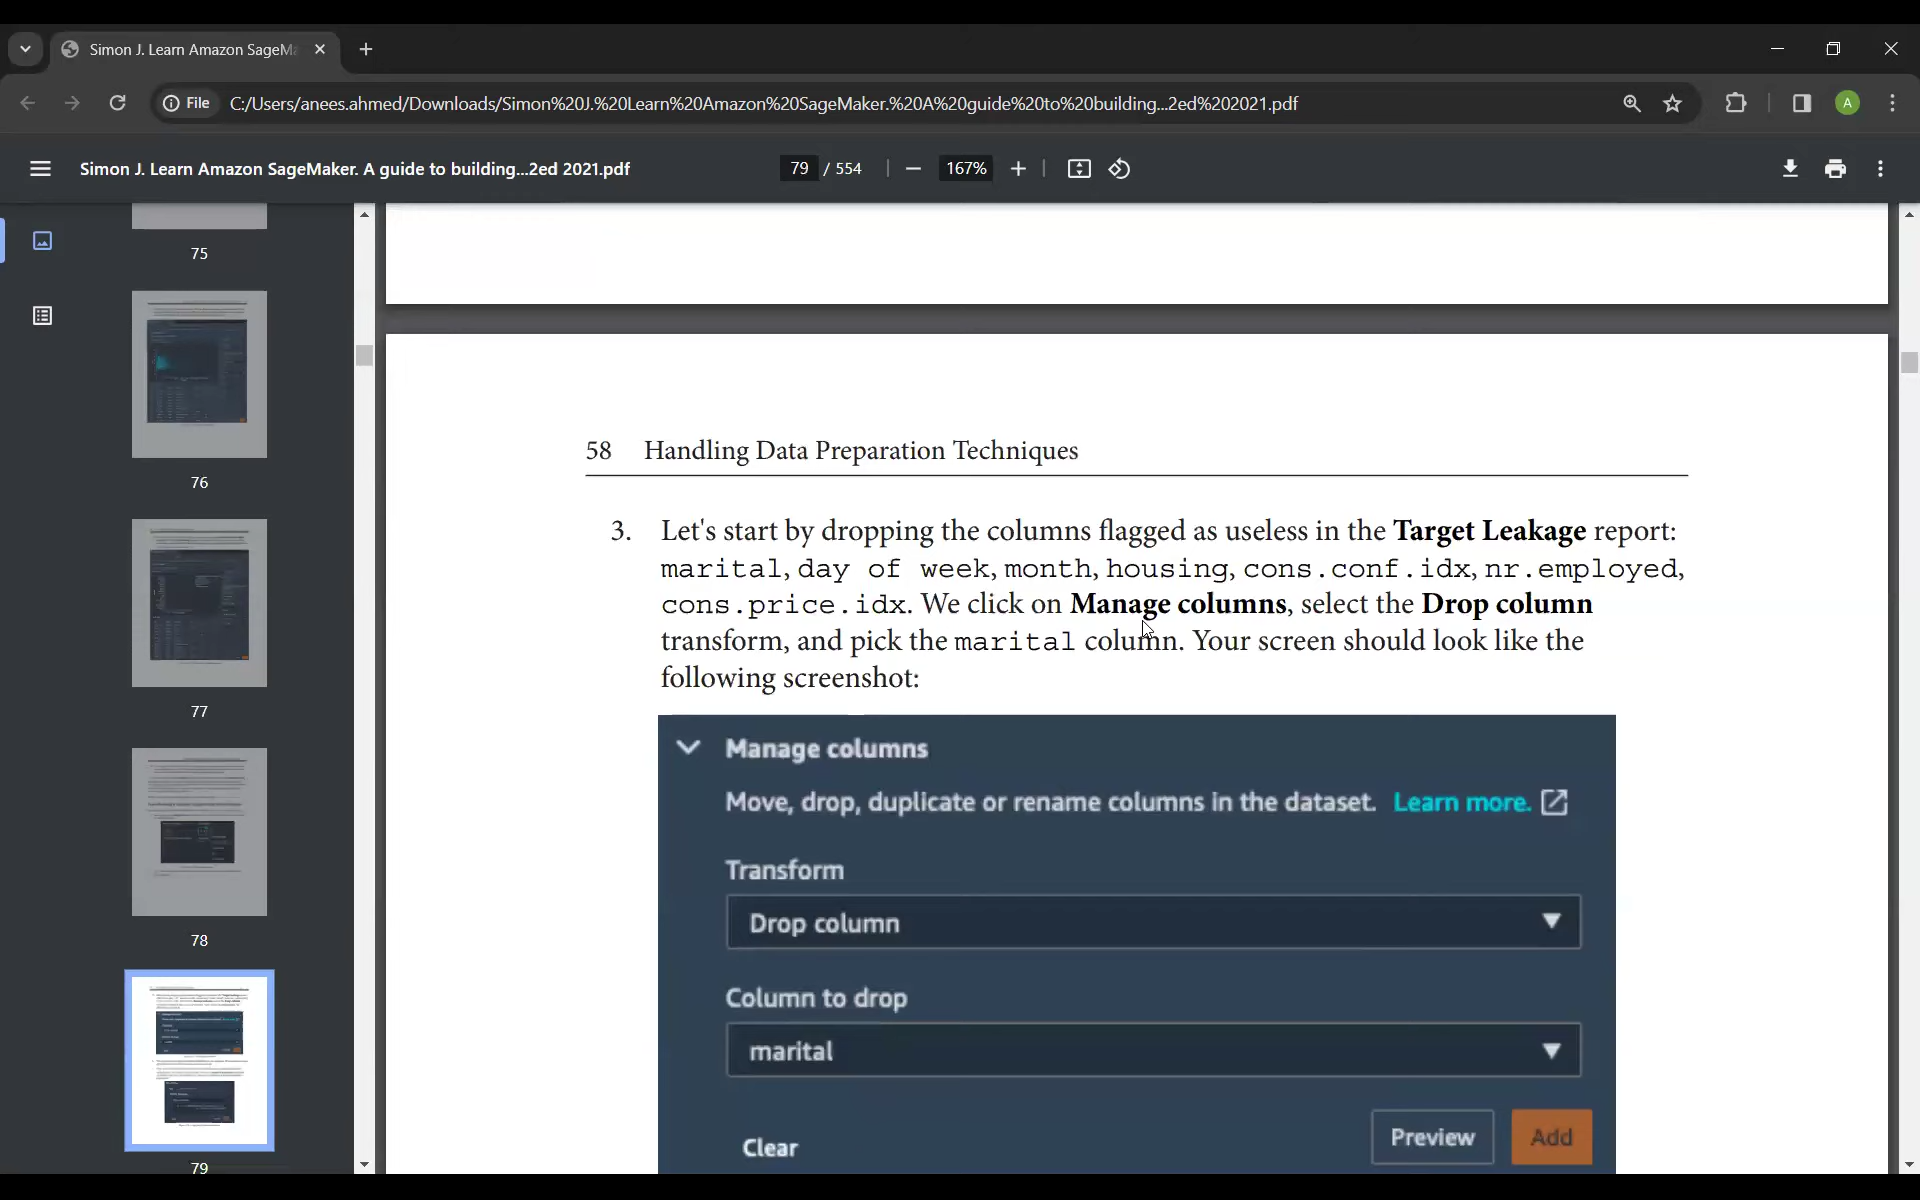 Simon J. Learn Amazon SageMa
File
C:/Users/anees.ahmed/Downloads/Simon%20J.%20Learn%20Amazon%20SageMaker.%20A%20guide%20to%20building...2ed%202021.pdf
A
Simon J. Learn Amazon SageMaker. A guide to building...2ed 2021.pdf
79 / 554
167%
75
76
77
78
79
58 Handling Data Preparation Techniques
3. Let's start by dropping the columns flagged as useless in the Target Leakage report:
marital, day of week, month, housing, cons.conf.idx, nr.employed,
cons.price.idx. We click on Manage columns, select the Drop column
transform, and pick the marital column. Your screen should look like the
following screenshot:
Manage columns
Move, drop, duplicate or rename columns in the dataset. Learn more.
Transform
Drop column
Column to drop
marital
Clear
Preview
Add